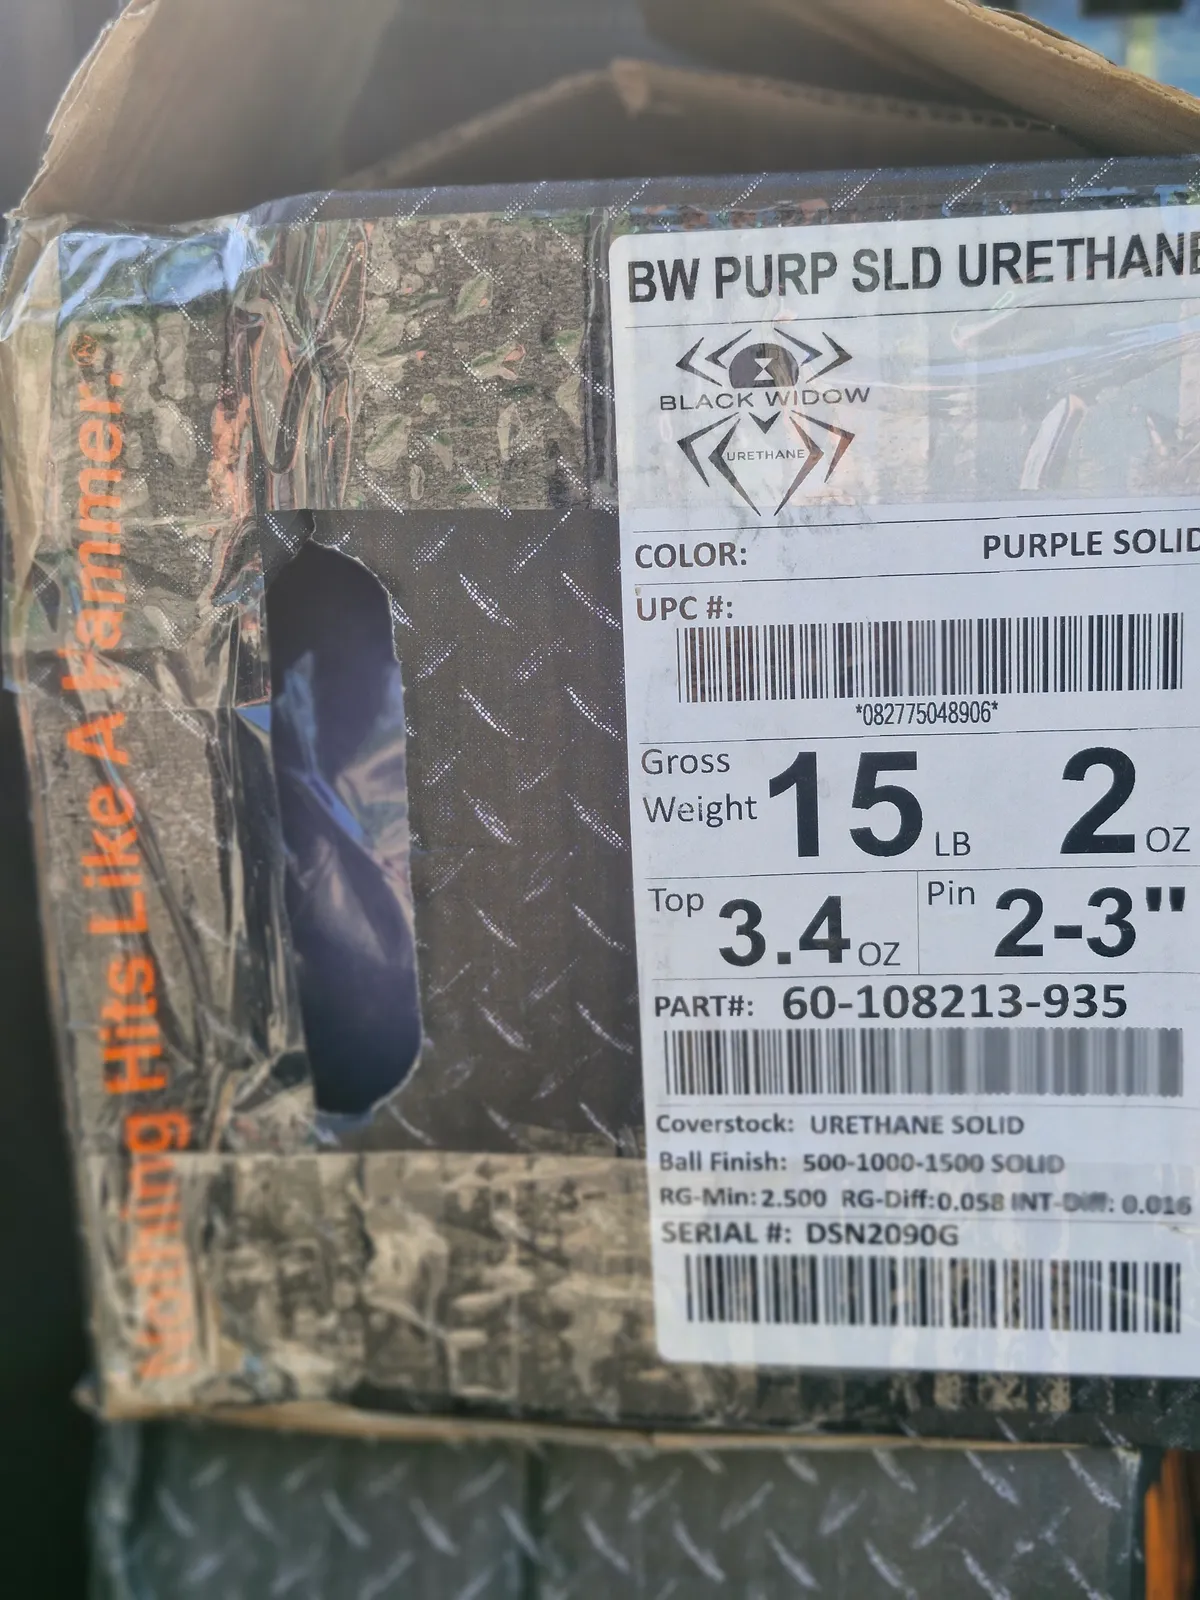 Nothing Hits Like A Hammer.®
BW PURP SLD URETHANE
BLACK WIDOW
URETHANE
COLOR: PURPLE SOLID
UPC #:
*082775048906*
Gross Weight 15 LB 2 OZ
Top 3.4 OZ Pin 2-3"
PART#: 60-108213-935
Coverstock: URETHANE SOLID
Ball Finish: 500-1000-1500 SOLID
RG-Min: 2.500 RG-Diff: 0.058 INT-Diff: 0.016
SERIAL #: DSN2090G